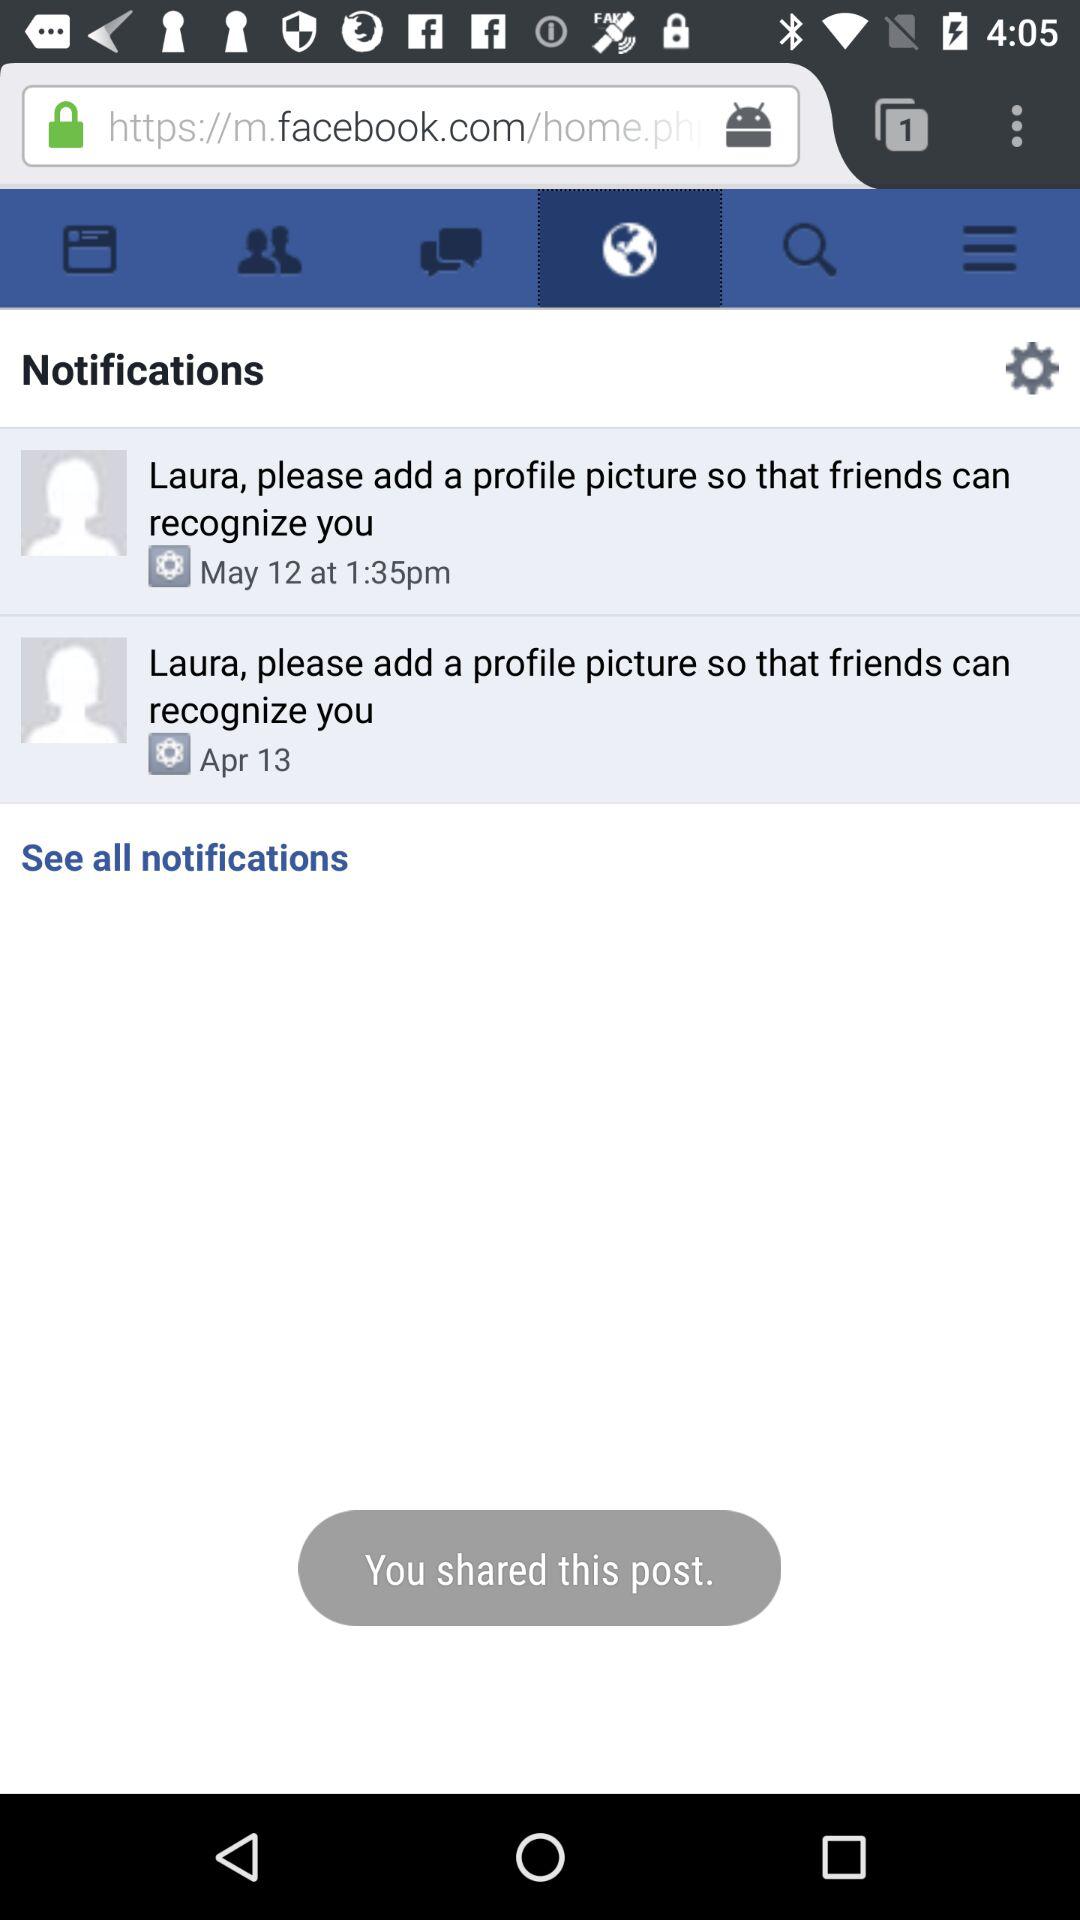 FAK
4:05
https://m.facebook.com/home.ph
1
Notifications
Laura, please add a profile picture so that friends can
recognize you
May 12 at 1:35pm
Laura, please add a profile picture so that friends can
recognize you
Apr 13
See all notifications
You shared this post.